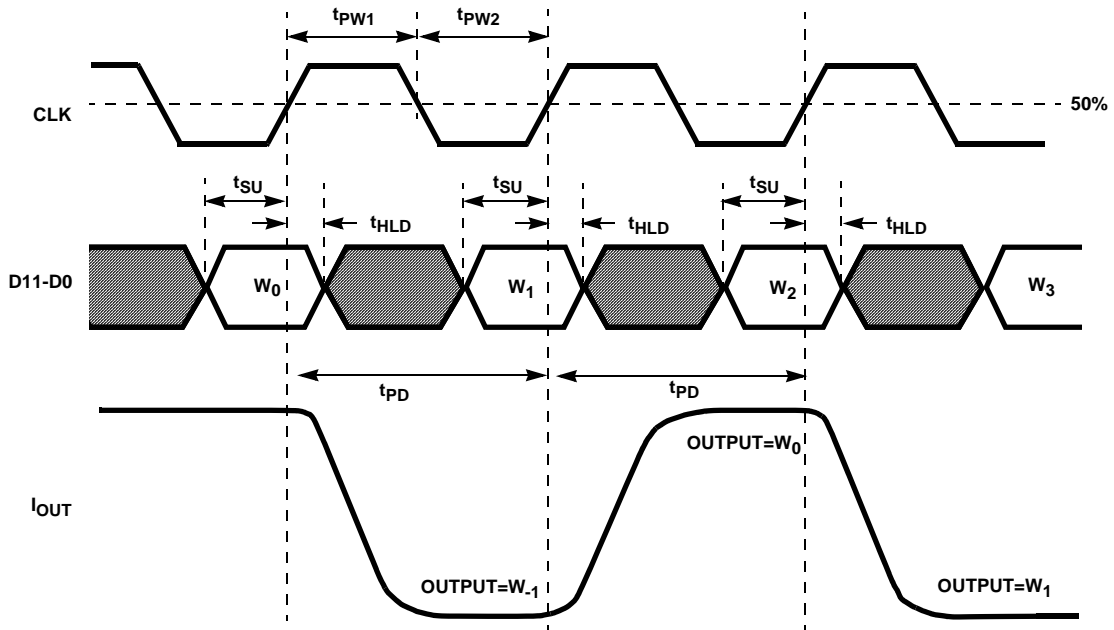 tPW1 tPW2
CLK
50%
tSU tSU tSU
tHLD tHLD tHLD
D11-D0
W0 W1 W2 W3
tPD tPD
OUTPUT=W0
IOUT
OUTPUT=W-1 OUTPUT=W1